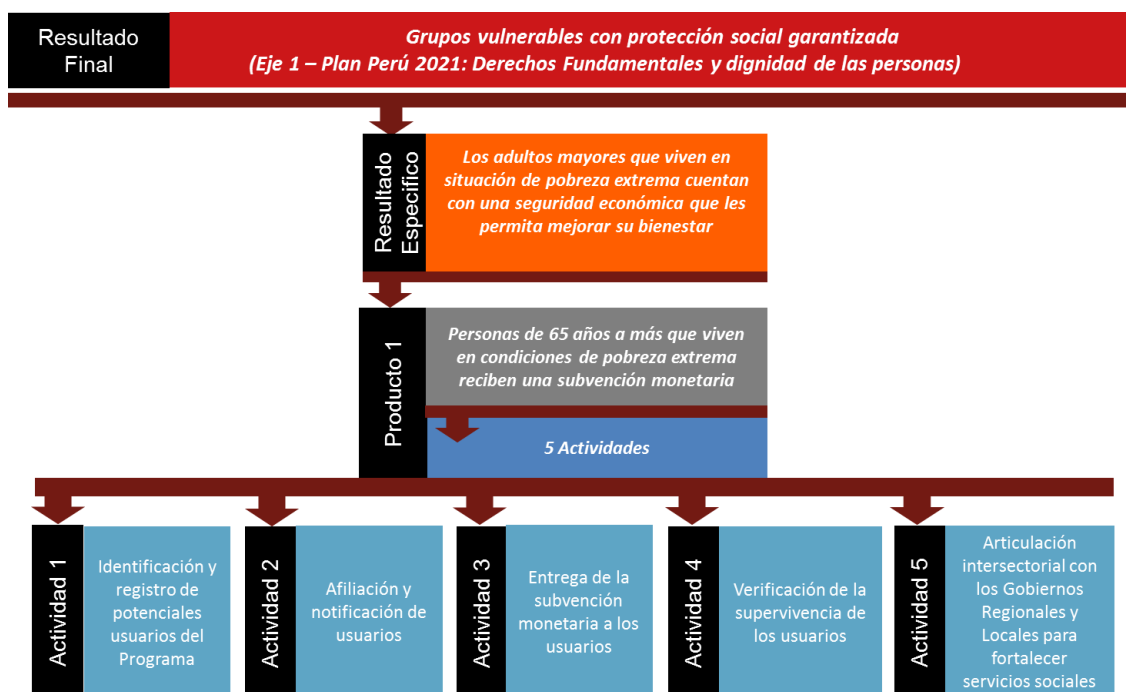 Resultado
Final
Grupos vulnerables con protección social garantizada
(Eje 1 – Plan Perú 2021: Derechos Fundamentales y dignidad de las personas)
Resultado
Especifico
Los adultos mayores que viven en
situación de pobreza extrema cuentan
con una seguridad económica que les
permita mejorar su bienestar
Producto 1
Personas de 65 años a más que viven
en condiciones de pobreza extrema
reciben una subvención monetaria
5 Actividades
Actividad 1
Identificación y
registro de
potenciales
usuarios del
Programa
Actividad 2
Afiliación y
notificación de
usuarios
Actividad 3
Entrega de la
subvención
monetaria a los
usuarios
Actividad 4
Verificación de la
supervivencia de
los usuarios
Actividad 5
Articulación
intersectorial con
los Gobiernos
Regionales y
Locales para
fortalecer
servicios sociales